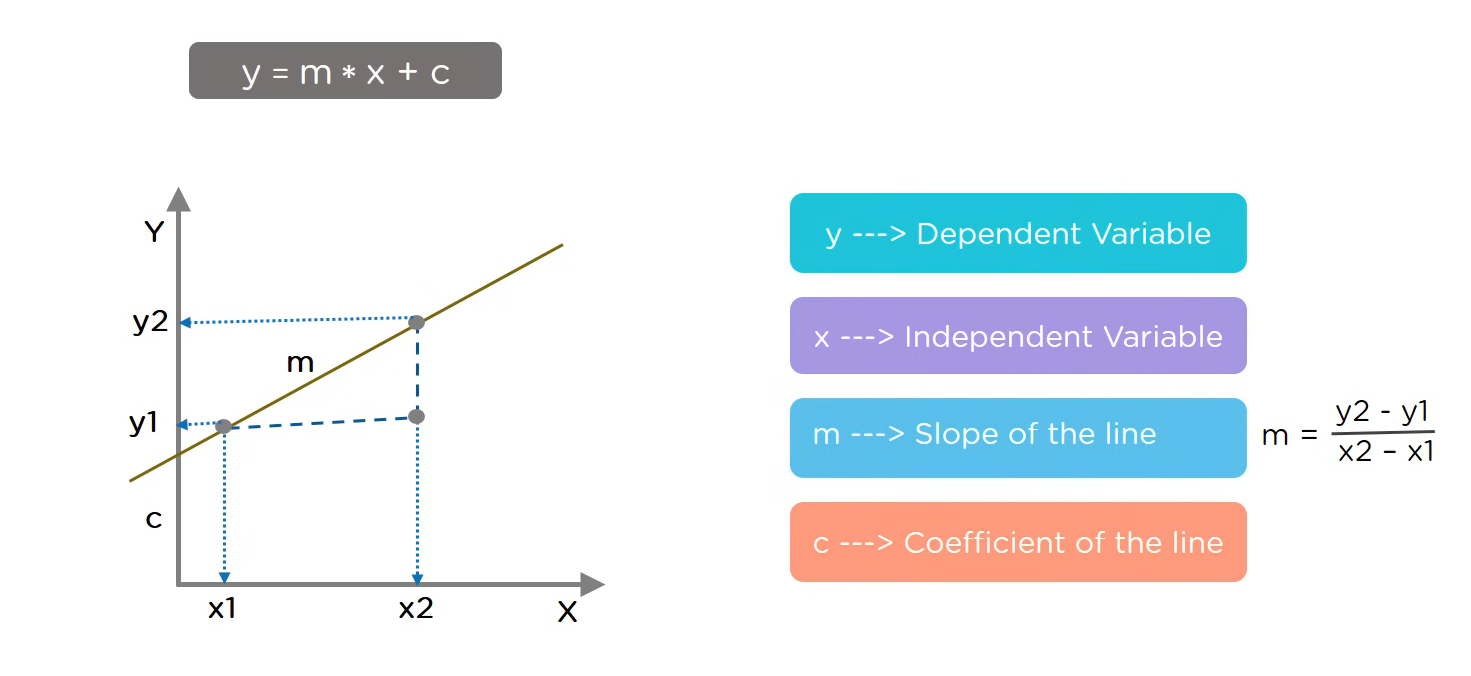 y = m * x + c
Y
y2
m
y1
c
x1
x2
X
y ---> Dependent Variable
x ---> Independent Variable
m ---> Slope of the line
m = y2 - y1
x2 - x1
c ---> Coefficient of the line